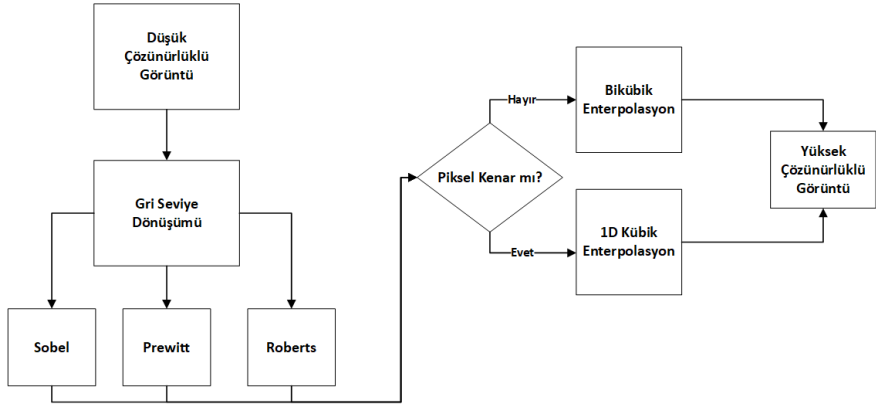 Düşük
Çözünürlüklü
Görüntü
Gri Seviye
Dönüşümü
Sobel
Prewitt
Roberts
Piksel Kenar mı?
Hayır
Evet
Bikübik
Enterpolasyon
1D Kübik
Enterpolasyon
Yüksek
Çözünürlüklü
Görüntü